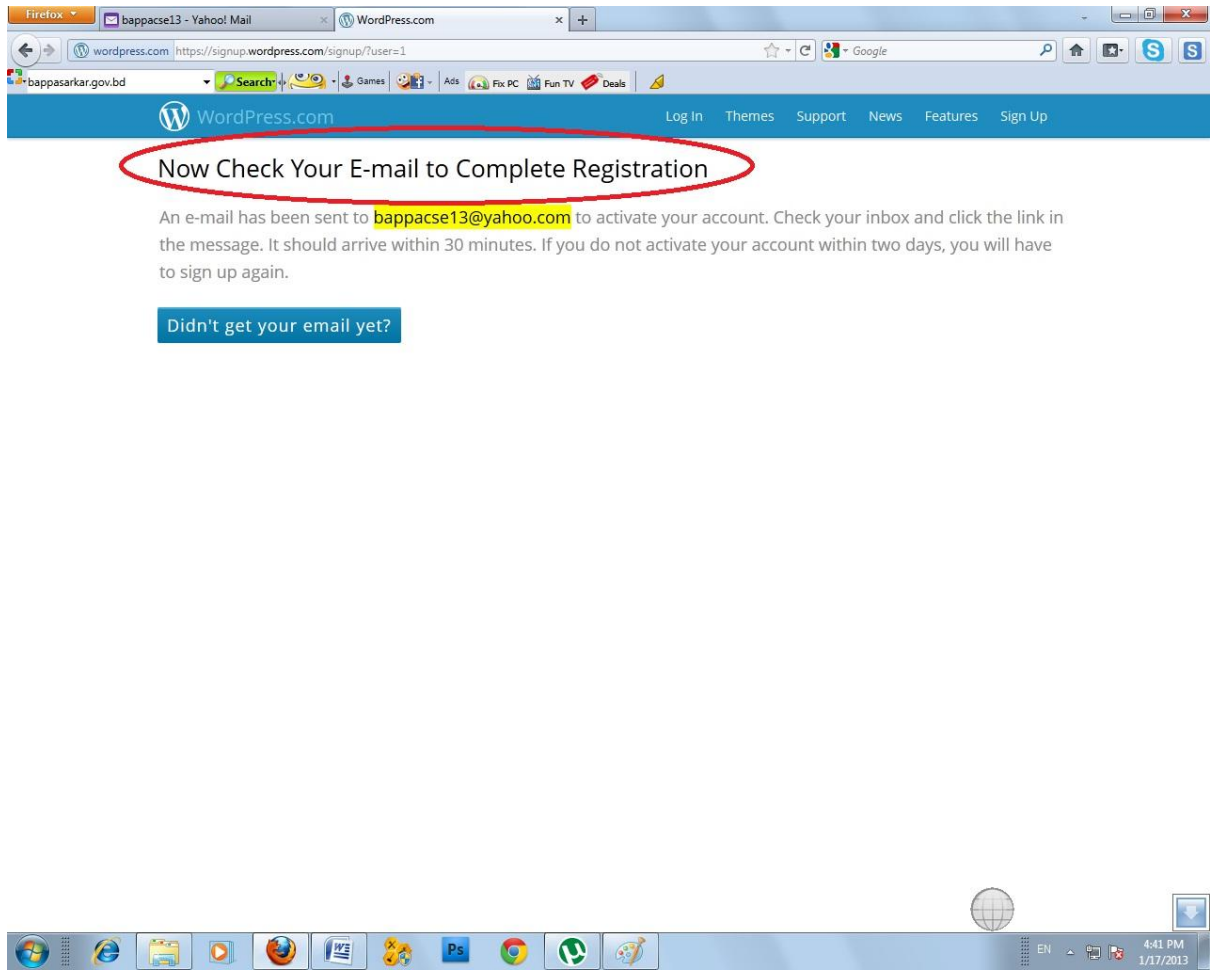 Firefox
bappacse13 - Yahoo! Mail
WordPress.com
wordpress.com https://signup.wordpress.com/signup/?user=1
Google
bappasarkar.gov.bd
Search
Games
Ads
Fix PC
Fun TV
Deals
WordPress.com
Log In Themes Support News Features Sign Up
Now Check Your E-mail to Complete Registration
An e-mail has been sent to bappacse13@yahoo.com to activate your account. Check your inbox and click the link in
the message. It should arrive within 30 minutes. If you do not activate your account within two days, you will have
to sign up again.
Didn't get your email yet?
Ps
EN
4:41 PM
1/17/2013